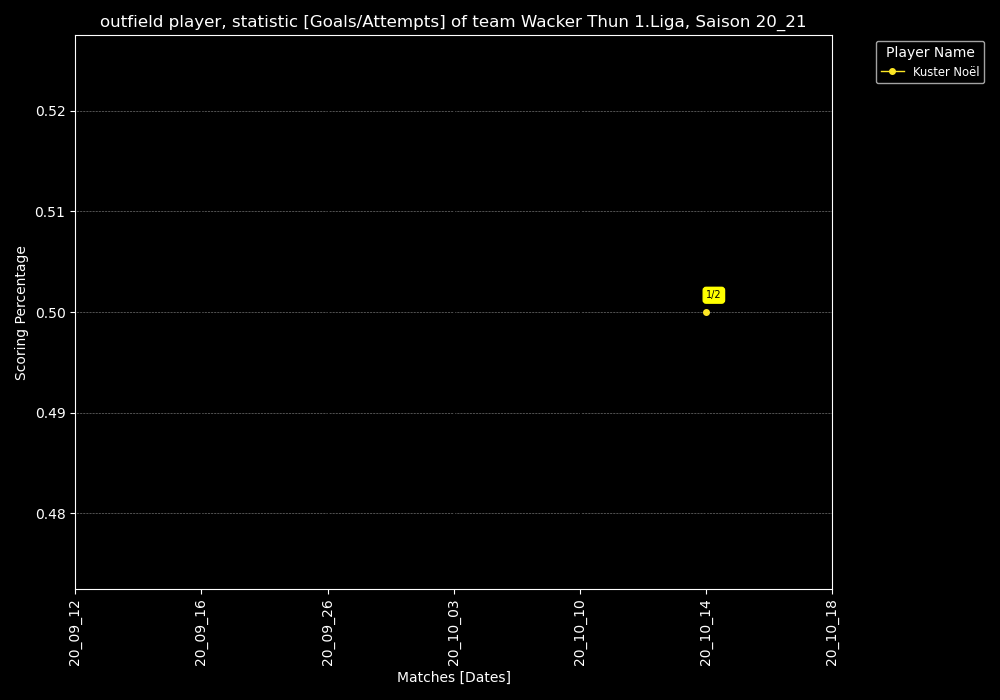 outfield player, statistic [Goals/Attempts] of team Wacker Thun 1.Liga, Saison 20_21
Player Name
Kuster Noël
0.52
0.51
0.50
0.49
0.48
Scoring Percentage
1/2
20_09_12
20_09_16
20_09_26
20_10_03
20_10_10
20_10_14
20_10_18
Matches [Dates]